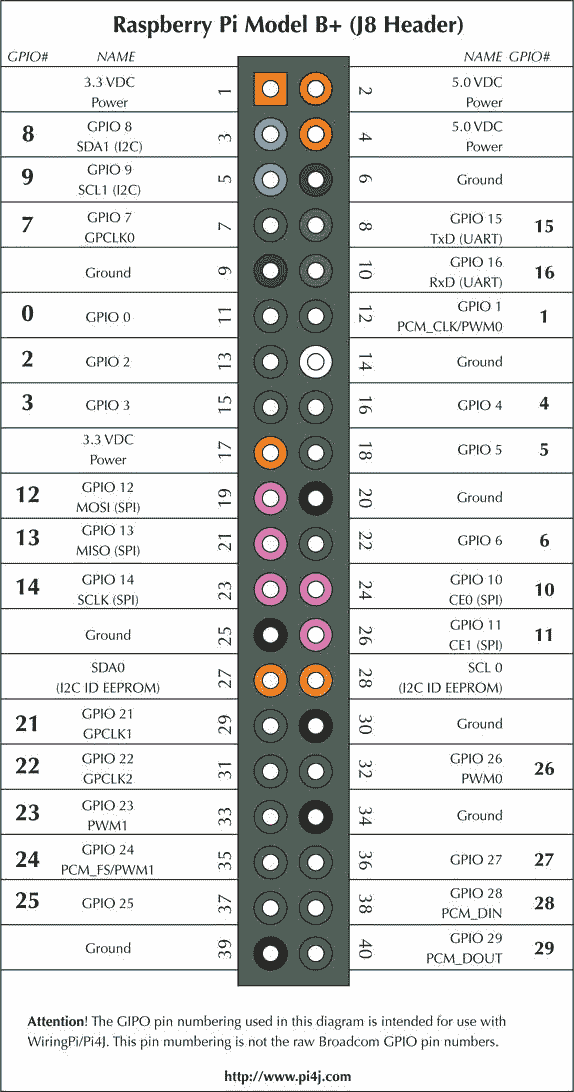 Raspberry Pi Model B+ (J8 Header)
GPIO# NAME NAME GPIO#
3.3 VDC
Power
1
2
5.0 VDC
Power
8
GPIO 8
SDA1 (I2C)
3
4
5.0 VDC
Power
9
GPIO 9
SCL1 (I2C)
5
6
Ground
7
GPIO 7
GPCLK0
7
8
GPIO 15
TxD (UART)
15
Ground
9
10
GPIO 16
RxD (UART)
16
0
GPIO 0
11
12
GPIO 1
PCM_CLK/PWM0
1
2
GPIO 2
13
14
Ground
3
GPIO 3
15
16
GPIO 4
4
3.3 VDC
Power
17
18
GPIO 5
5
12
GPIO 12
MOSI (SPI)
19
20
Ground
13
GPIO 13
MISO (SPI)
21
22
GPIO 6
6
14
GPIO 14
SCLK (SPI)
23
24
GPIO 10
CE0 (SPI)
10
Ground
25
26
GPIO 11
CE1 (SPI)
11
SDA0
(I2C ID EEPROM)
27
28
SCL 0
(I2C ID EEPROM)
21
GPIO 21
GPCLK1
29
30
Ground
22
GPIO 22
GPCLK2
31
32
GPIO 26
PWM0
26
23
GPIO 23
PWM1
33
34
Ground
24
GPIO 24
PCM_FS/PWM1
35
36
GPIO 27
27
25
GPIO 25
37
38
GPIO 28
PCM_DIN
28
Ground
39
40
GPIO 29
PCM_DOUT
29
Attention! The GIPO pin numbering used in this diagram is intended for use with
WiringPi/Pi4J. This pin mumbering is not the raw Broadcom GPIO pin numbers.
http://www.pi4j.com